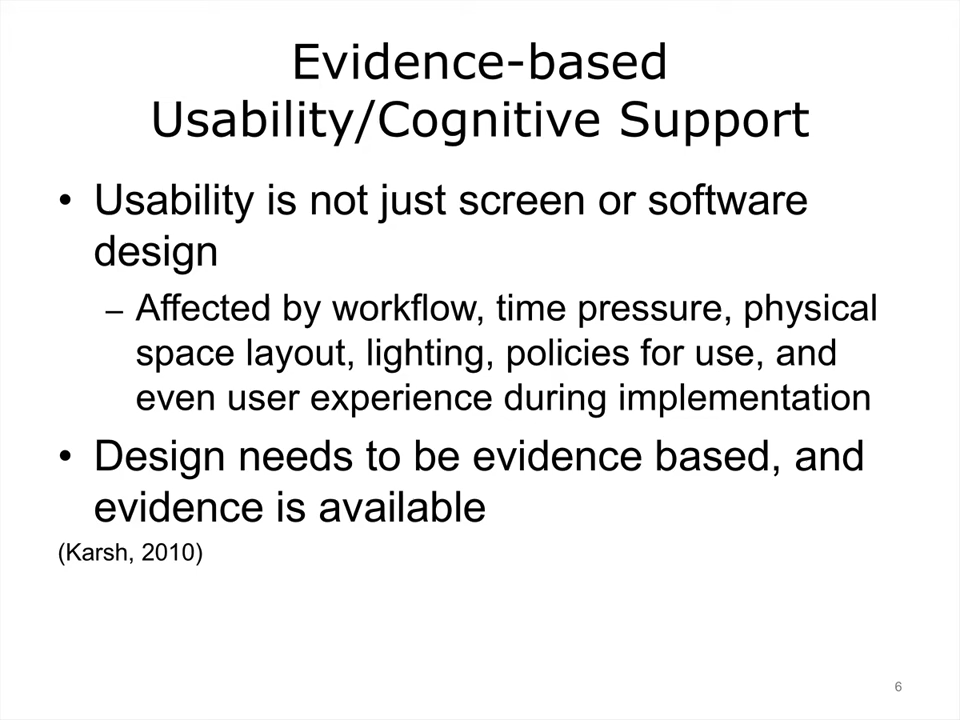 Evidence-based
Usability/Cognitive Support
• Usability is not just screen or software
design
– Affected by workflow, time pressure, physical
space layout, lighting, policies for use, and
even user experience during implementation
• Design needs to be evidence based, and
evidence is available
(Karsh, 2010)
6